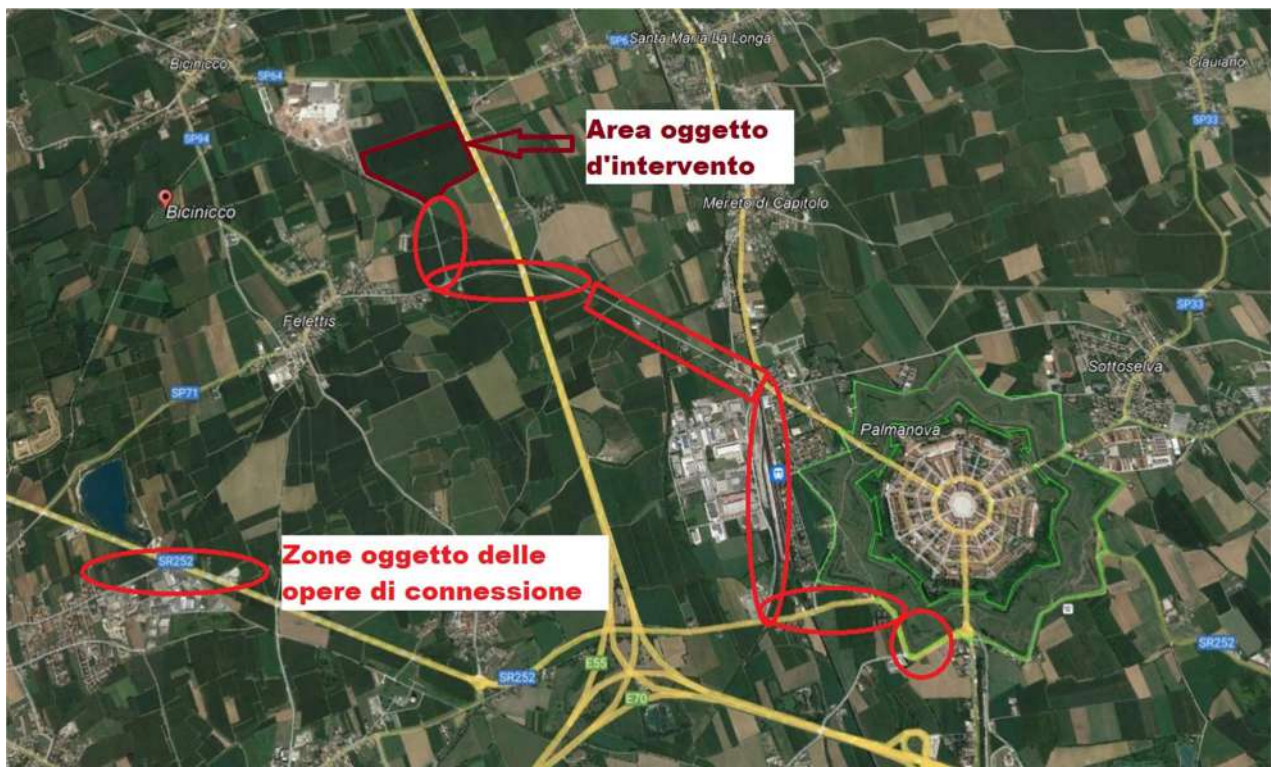 Santa Maria La Longa
SP6
Bicinicco
SP64
Clauiano
SP33
SP94
Area oggetto
d'intervento
Bicinicco
Mereto di Capitolo
SP33
Felettis
Sottoselva
SP71
Palmanova
Zone oggetto delle
opere di connessione
SR252
SR252
E55
SR252
E70